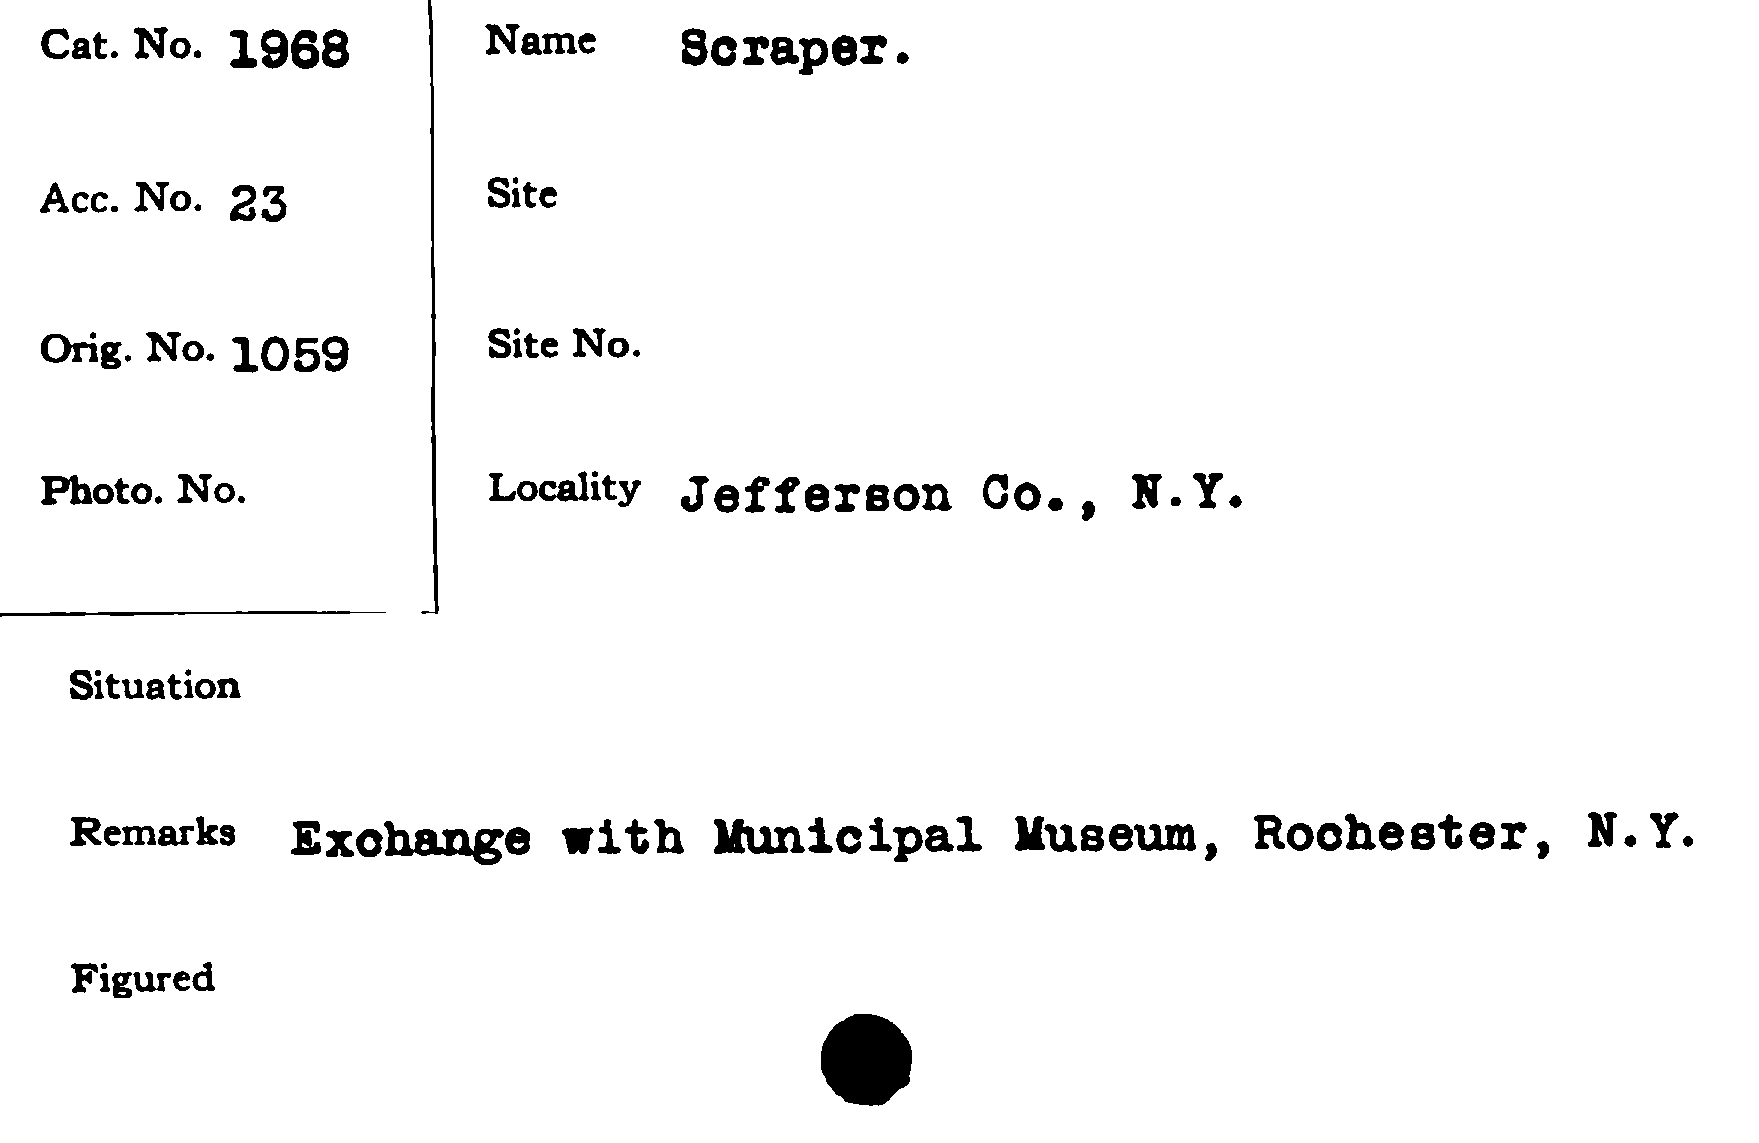 Cat. No. 1968
Acc. No. 23
Orig. No. 1059
Photo. No.
Name Scraper.
Site
Site No.
Locality Jefferson Co., N.Y.
Situation
Remarks Exchange with Municipal Museum, Rochester, N.Y.
Figured